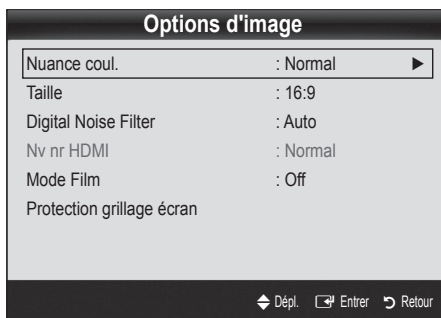 Options d'image
Nuance coul. : Normal ►
Taille : 16:9
Digital Noise Filter : Auto
Nv nr HDMI : Normal
Mode Film : Off
Protection grillage écran
Dépl. Entrer Retour